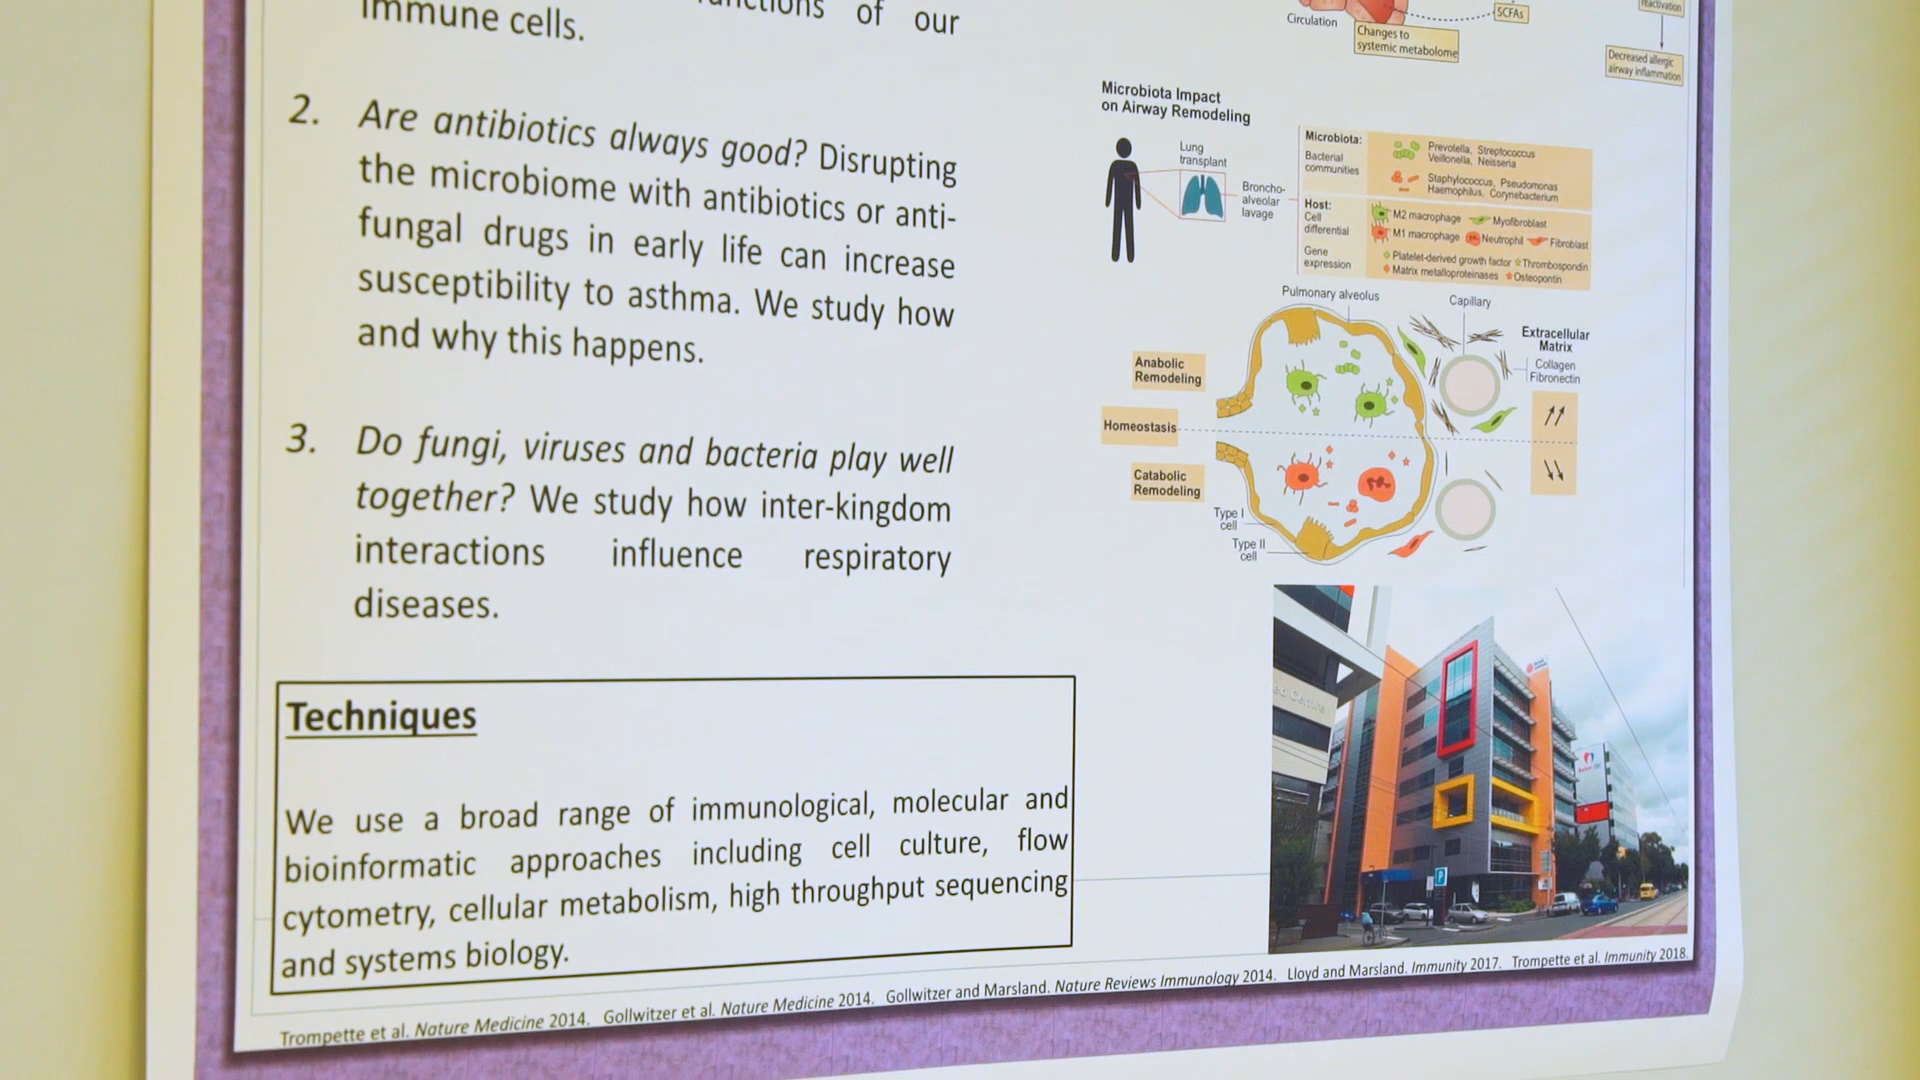 of our
immune cells.
2. Are antibiotics always good? Disrupting
the microbiome with antibiotics or anti-
fungal drugs in early life can increase
susceptibility to asthma. We study how
and why this happens.
3. Do fungi, viruses and bacteria play well
together? We study how inter-kingdom
interactions influence respiratory
diseases.
Techniques
We use a broad range of immunological, molecular and
bioinformatic approaches including cell culture, flow
cytometry, cellular metabolism, high throughput sequencing
and systems biology.
Circulation
Changes to
systemic metabolome
SCFAs
Decreased allergic
airway inflammation
Microbiota Impact
on Airway Remodeling
Lung
transplant
Broncho-
alveolar
lavage
Microbiota:
Bacterial
communities
Prevotella, Streptococcus
Veillonella, Neisseria
Staphylococcus, Pseudomonas
Haemophilus, Corynebacterium
Host:
Cell
differential
M2 macrophage Myofibroblast
M1 macrophage Neutrophil Fibroblast
Gene
expression
Platelet-derived growth factor Thrombospondin
Matrix metalloproteinases Osteopontin
Pulmonary alveolus
Capillary
Extracellular
Matrix
Collagen
Fibronectin
Anabolic
Remodeling
Homeostasis
Catabolic
Remodeling
Type I
cell
Type II
cell
P
Trompette et al. Nature Medicine 2014. Gollwitzer et al. Nature Medicine 2014. Gollwitzer and Marsland. Nature Reviews Immunology 2014. Lloyd and Marsland. Immunity 2017. Trompette et al. Immunity 2018.